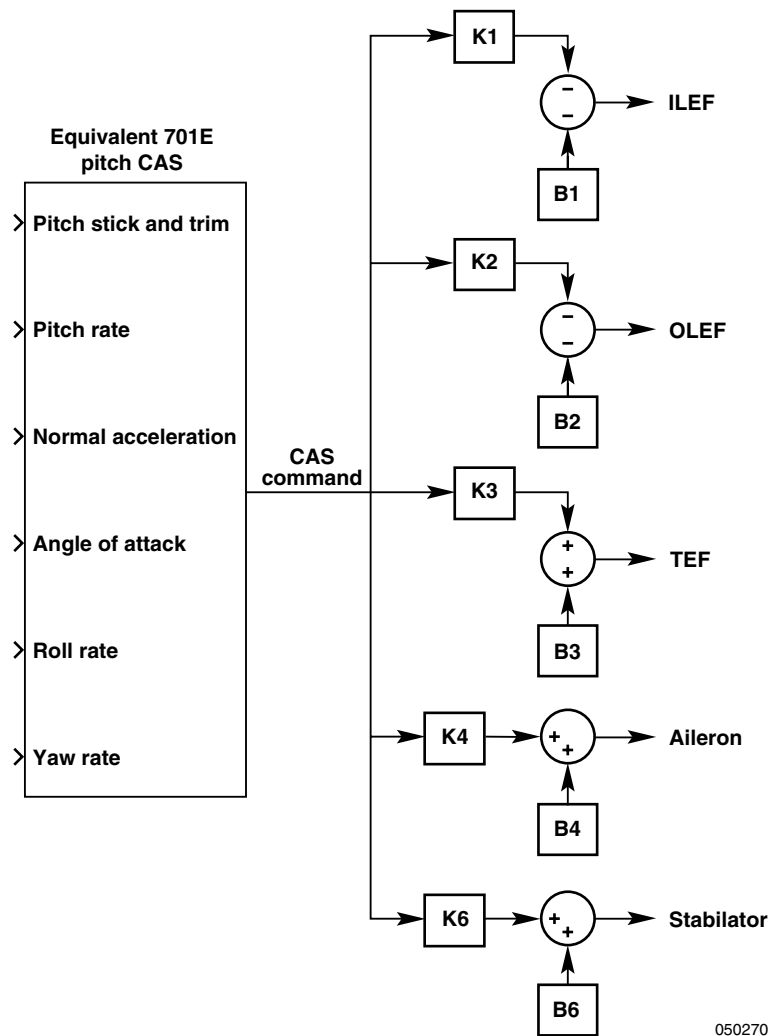 K1
−
−
ILEF
B1
Equivalent 701E
pitch CAS
Pitch stick and trim
K2
−
−
OLEF
B2
Pitch rate
Normal acceleration
CAS
command
K3
+
+
TEF
B3
Angle of attack
Roll rate
K4
+
+
Aileron
B4
Yaw rate
K6
+
+
Stabilator
B6
050270